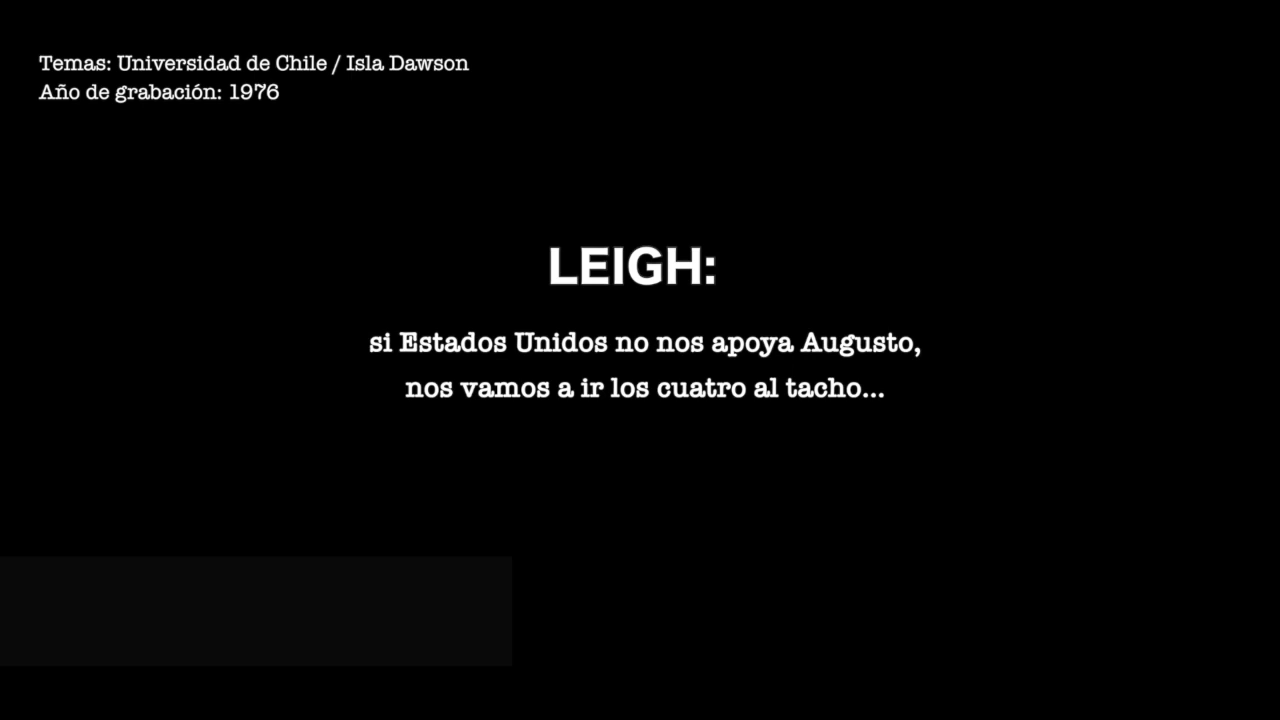 Temas: Universidad de Chile / Isla Dawson
Año de grabación: 1976
LEIGH:
si Estados Unidos no nos apoya Augusto,
nos vamos a ir los cuatro al tacho...